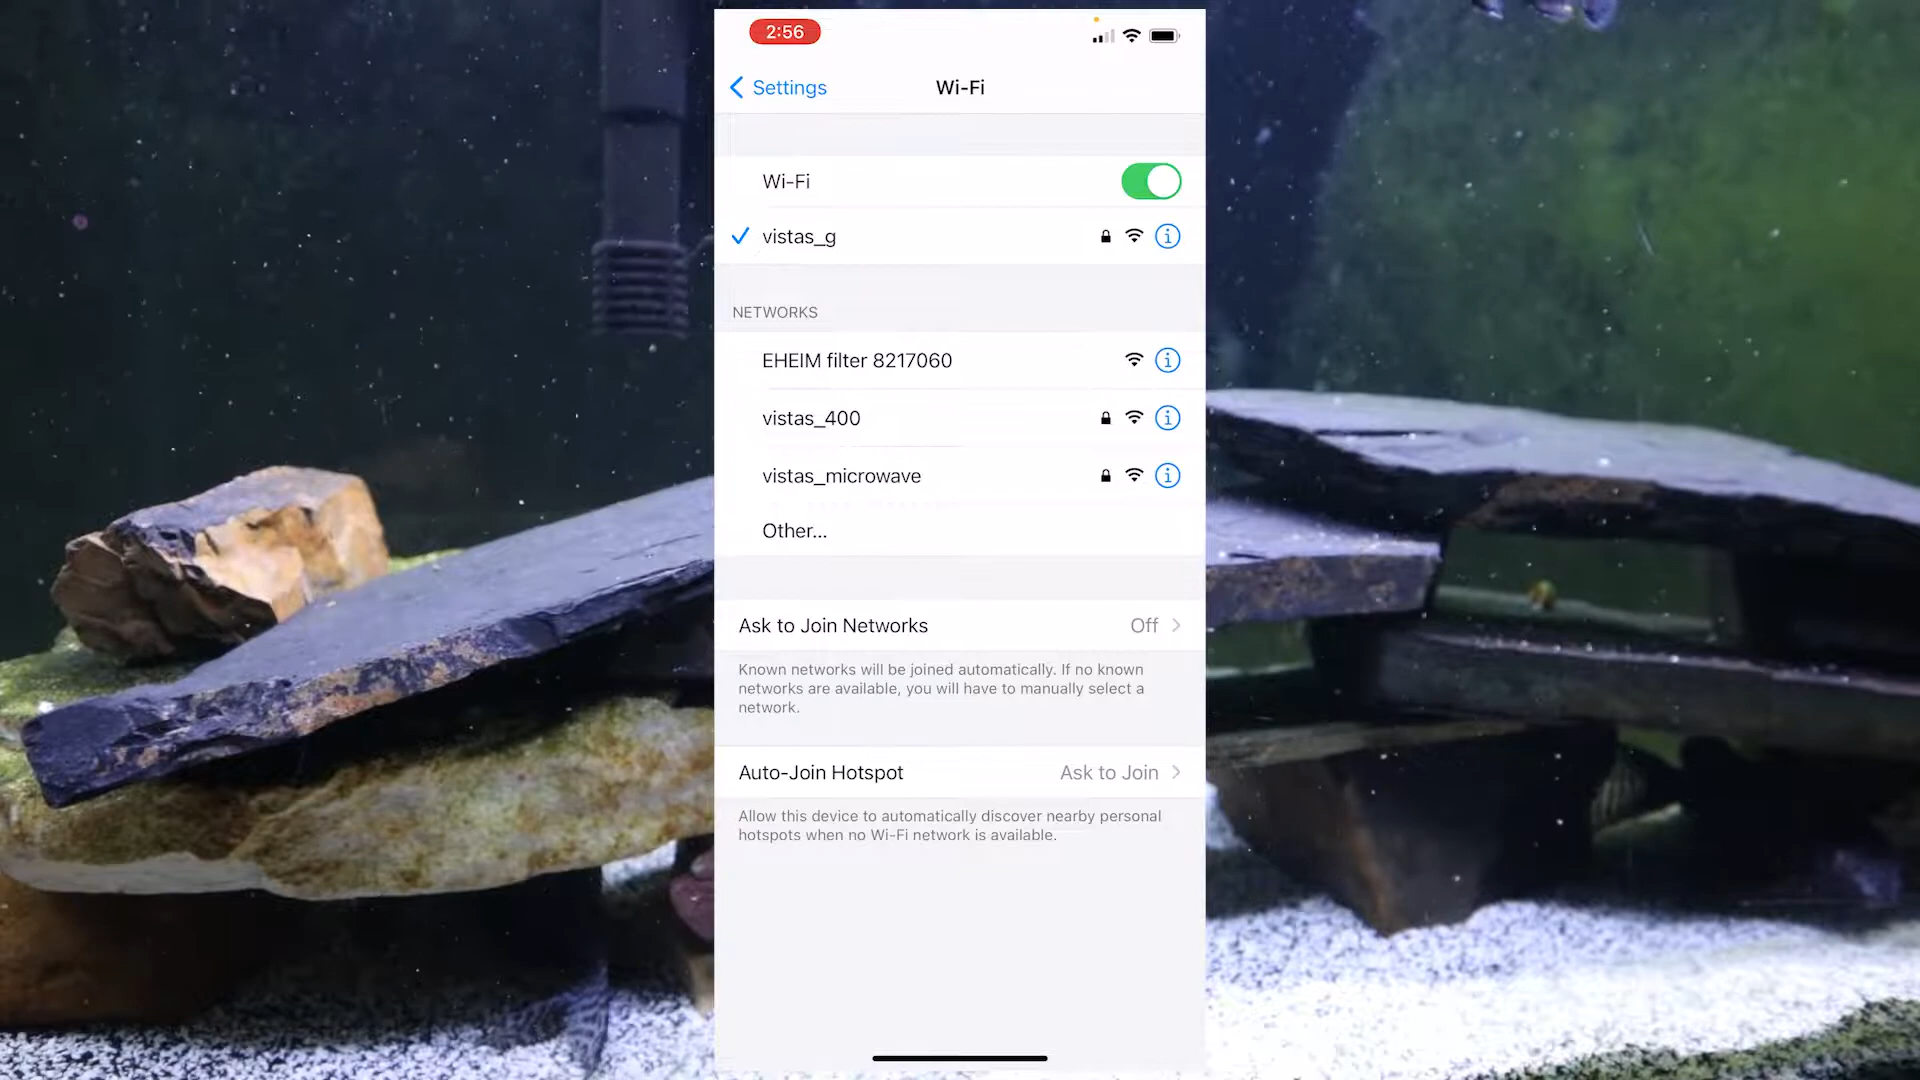 2:56
Settings
Wi-Fi
Wi-Fi
vistas_g
NETWORKS
EHEIM filter 8217060
vistas_400
vistas_microwave
Other...
Ask to Join Networks Off
Known networks will be joined automatically. If no known
networks are available, you will have to manually select a
network.
Auto-Join Hotspot Ask to Join
Allow this device to automatically discover nearby personal
hotspots when no Wi-Fi network is available.